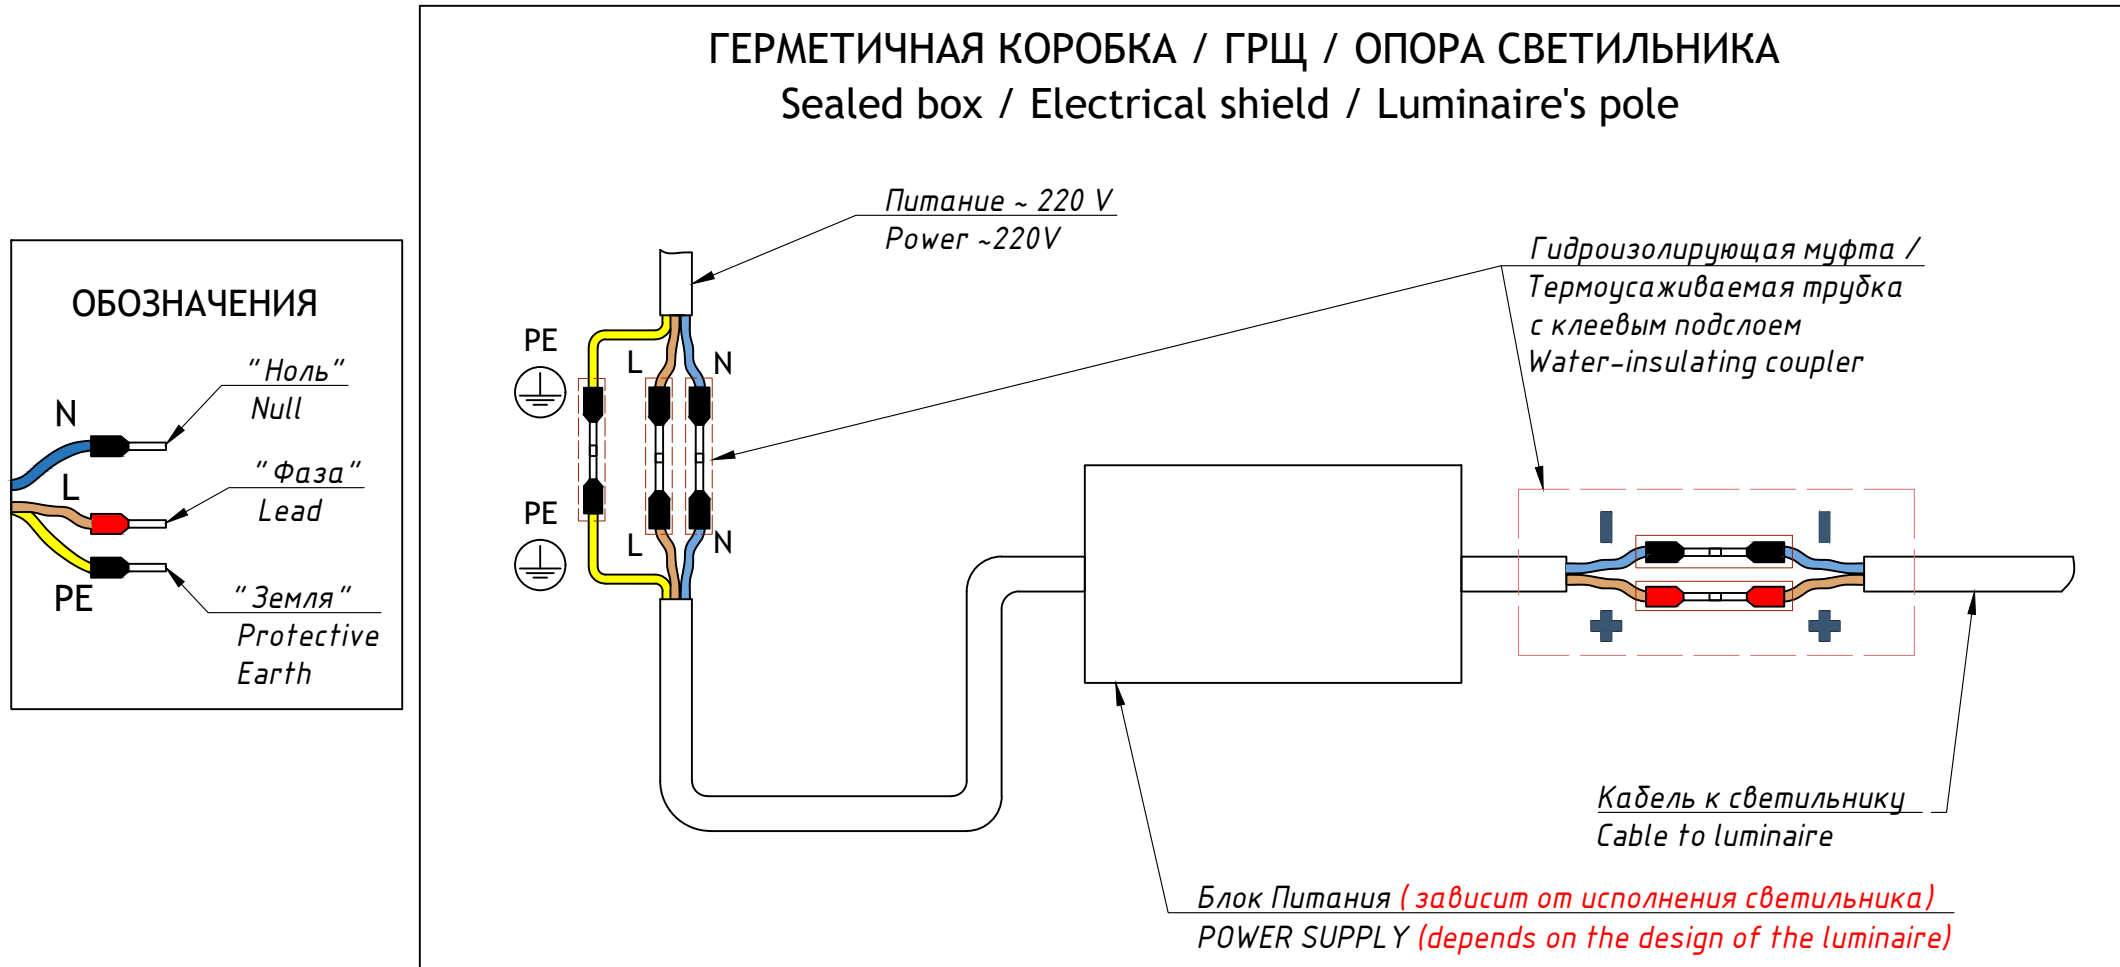 ГЕРМЕТИЧНАЯ КОРОБКА / ГРЩ / ОПОРА СВЕТИЛЬНИКА
Sealed box / Electrical shield / Luminaire's pole
ОБОЗНАЧЕНИЯ
N
"Ноль"
Null
L
"Фаза"
Lead
PE
"Земля"
Protective
Earth
Питание ~ 220 V
Power ~220V
PE
L
N
PE
L
N
Гидроизолирующая муфта /
Термоусаживаемая трубка
с клеевым подслоем
Water-insulating coupler
Кабель к светильнику
Cable to luminaire
Блок Питания (зависит от исполнения светильника)
POWER SUPPLY (depends on the design of the luminaire)